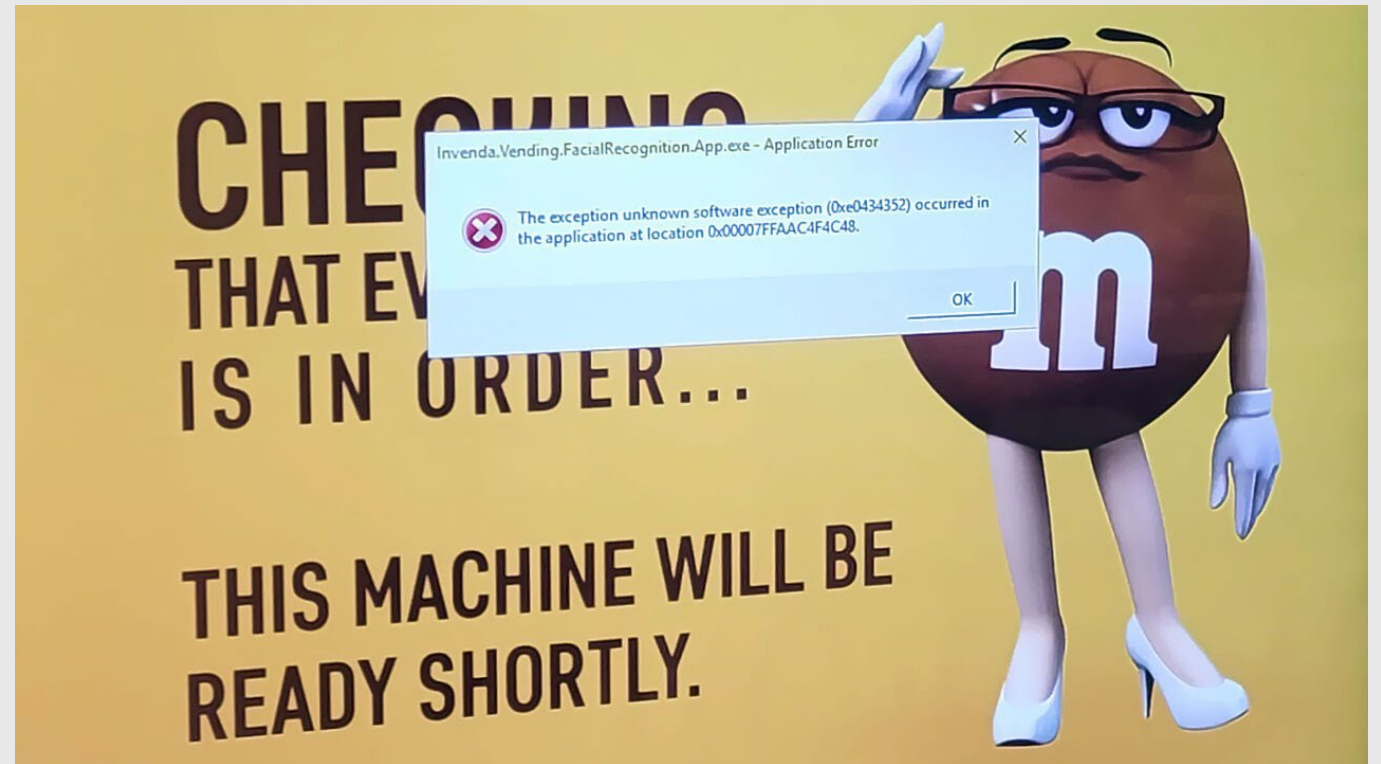 CHECKING
Invenda.Vending.FacialRecognition.App.exe - Application Error
The exception unknown software exception (0xe0434352) occurred in
the application at location 0x00007FFAAC4F4C48.
OK
THAT EV
IS IN ORDER...
THIS MACHINE WILL BE
READY SHORTLY.
m